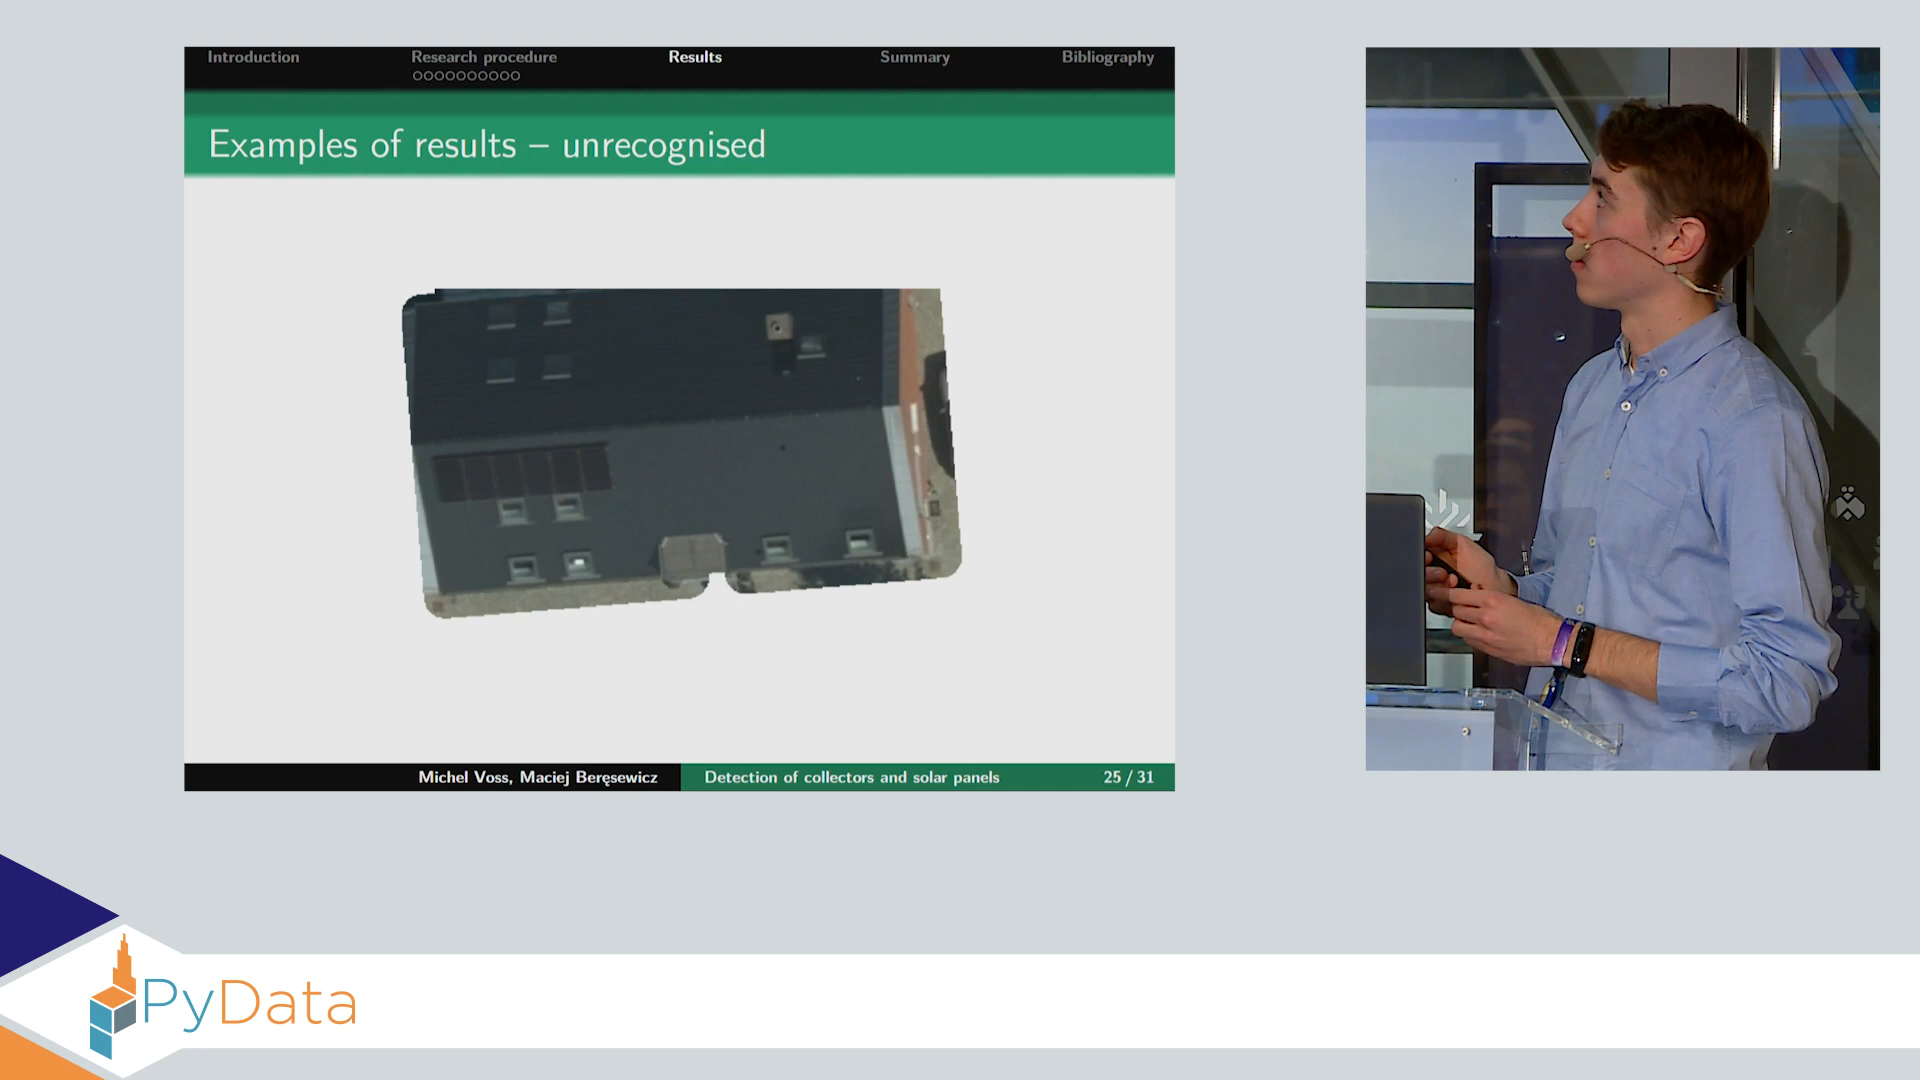 Introduction
Research procedure
Results
Summary
Bibliography
Examples of results – unrecognised
Michel Voss, Maciej Beręsewicz
Detection of collectors and solar panels
25 / 31
PyData